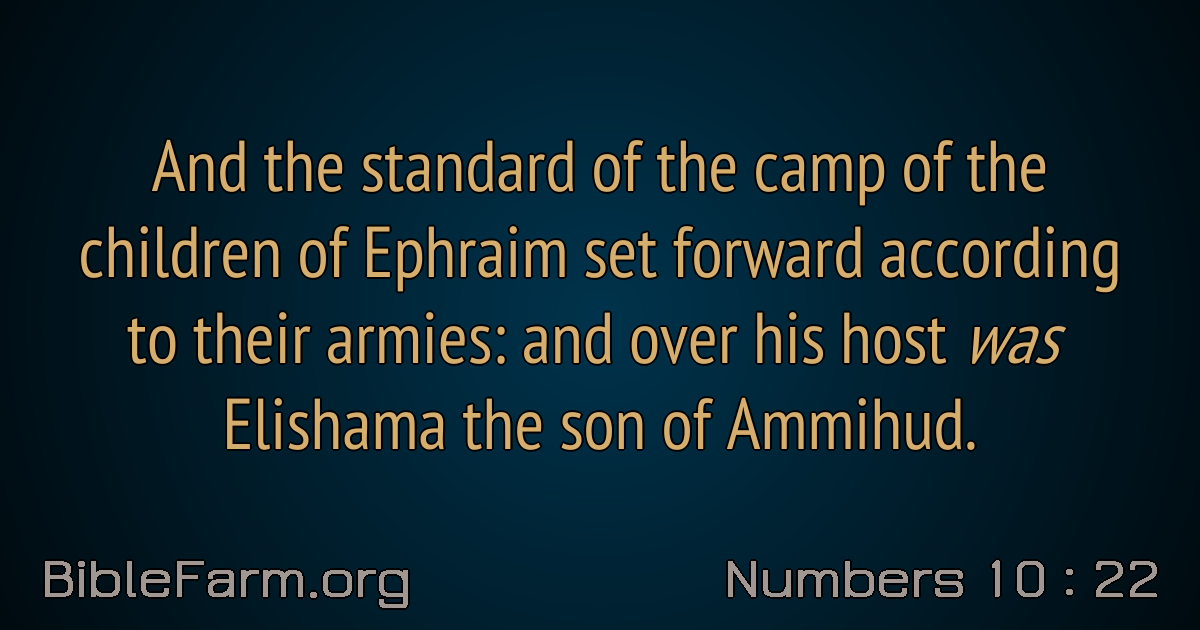 And the standard of the camp of the
children of Ephraim set forward according
to their armies: and over his host was
Elishama the son of Ammihud.
BibleFarm.org
Numbers 10 : 22